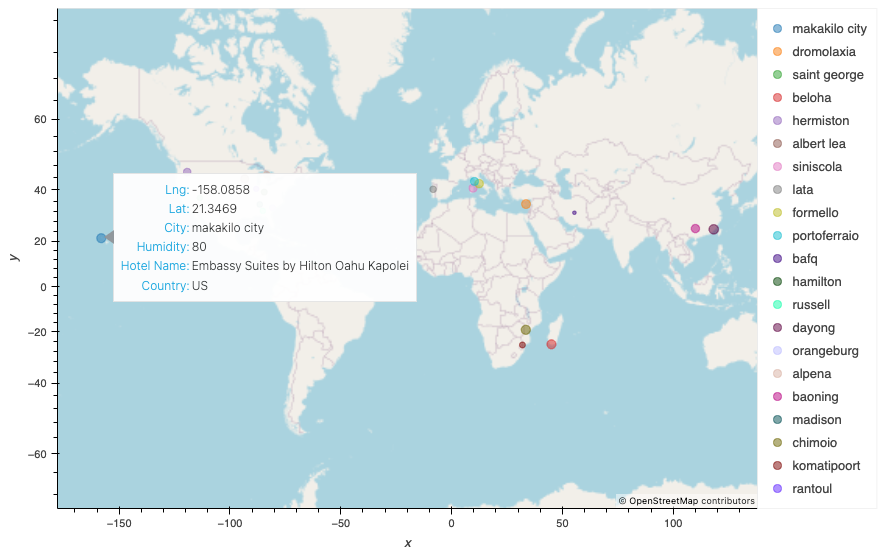 60
40
20
0
−20
−40
−60
y
−150
−100
−50
0
50
100
x
Lng: -158.0858
Lat: 21.3469
City: makakilo city
Humidity: 80
Hotel Name: Embassy Suites by Hilton Oahu Kapolei
Country: US
© OpenStreetMap contributors
makakilo city
dromolaxia
saint george
beloha
hermiston
albert lea
siniscola
lata
formello
portoferraio
bafq
hamilton
russell
dayong
orangeburg
alpena
baoning
madison
chimoio
komatipoort
rantoul